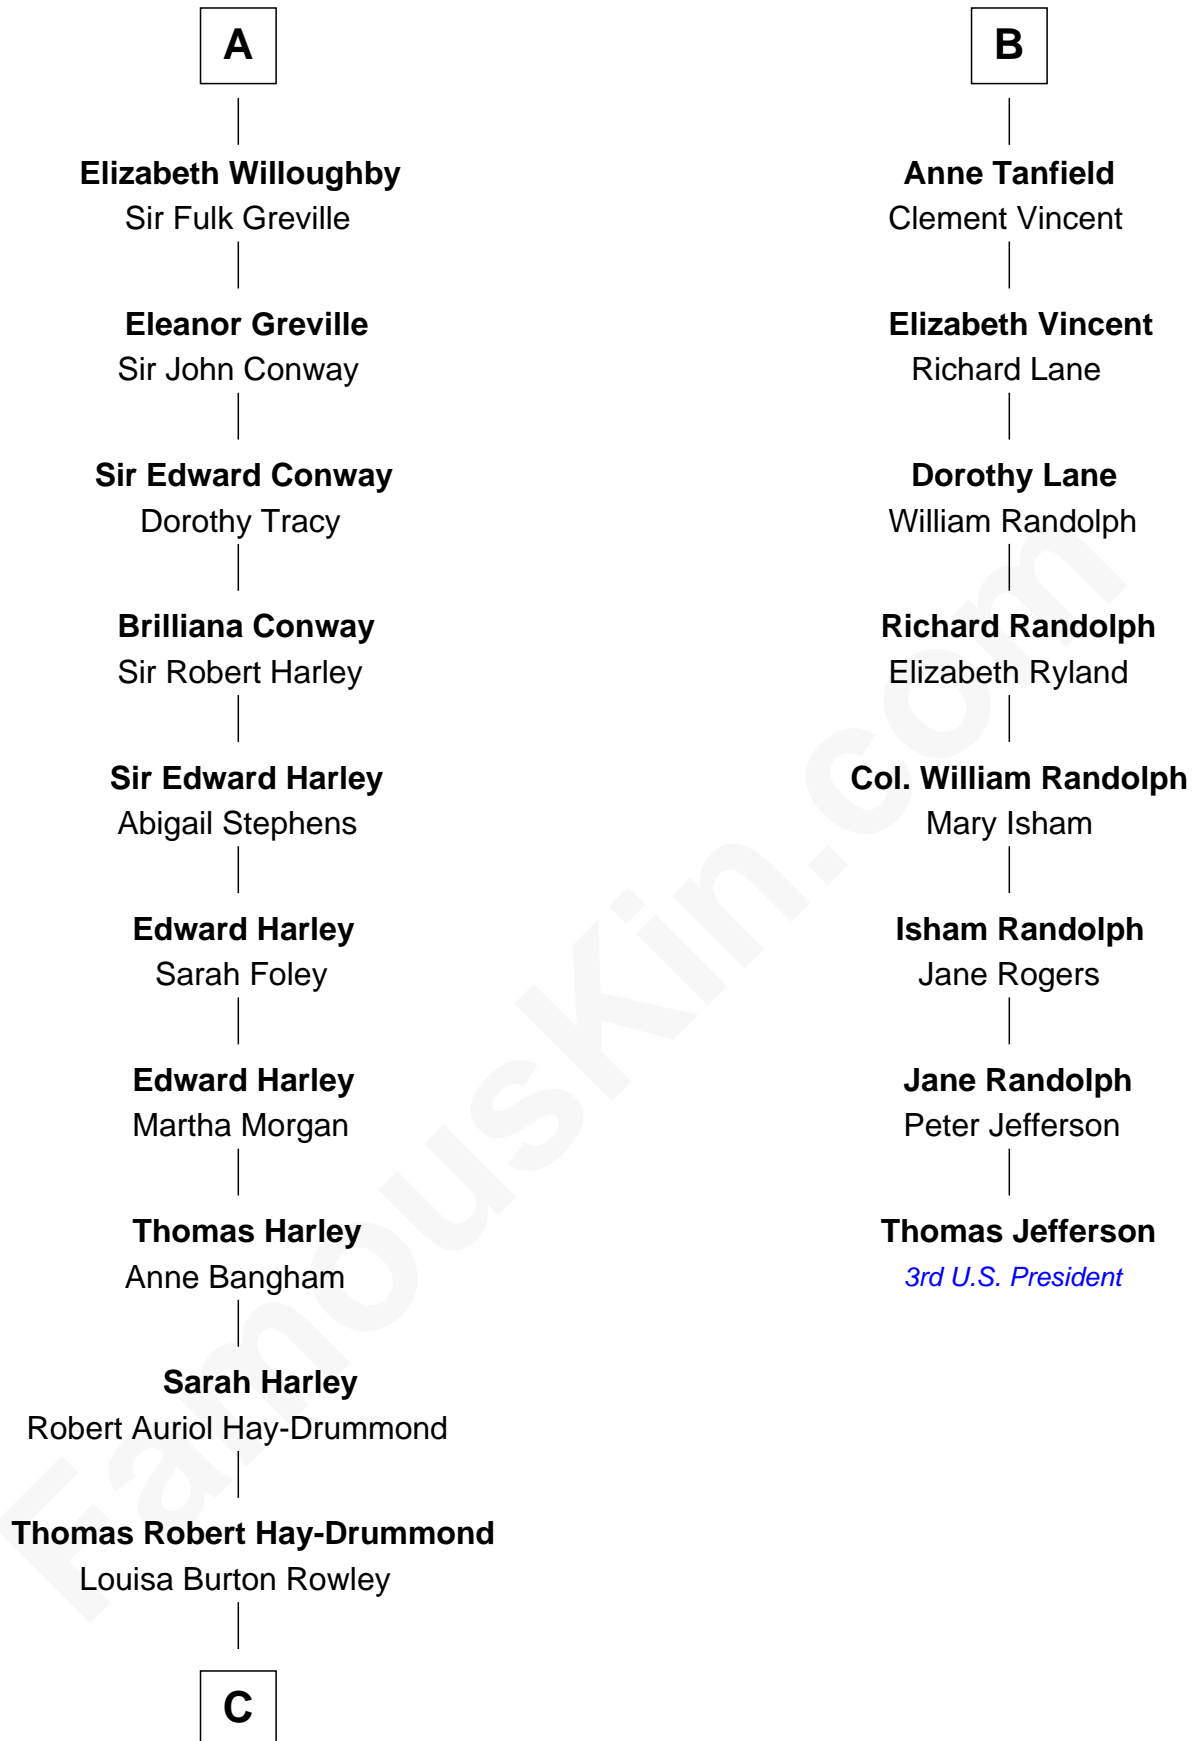 A
Elizabeth Willoughby
Sir Fulk Greville
Eleanor Greville
Sir John Conway
Sir Edward Conway
Dorothy Tracy
Brilliana Conway
Sir Robert Harley
Sir Edward Harley
Abigail Stephens
Edward Harley
Sarah Foley
Edward Harley
Martha Morgan
Thomas Harley
Anne Bangham
Sarah Harley
Robert Auriol Hay-Drummond
Thomas Robert Hay-Drummond
Louisa Burton Rowley
C
B
Anne Tanfield
Clement Vincent
Elizabeth Vincent
Richard Lane
Dorothy Lane
William Randolph
Richard Randolph
Elizabeth Ryland
Col. William Randolph
Mary Isham
Isham Randolph
Jane Rogers
Jane Randolph
Peter Jefferson
Thomas Jefferson
3rd U.S. President
FamousKin.com